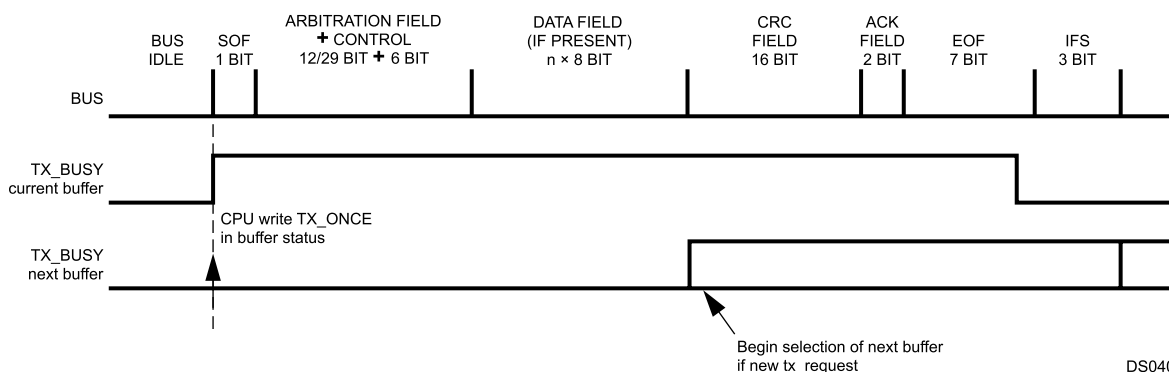 BUS
IDLE
SOF
1 BIT
ARBITRATION FIELD
+ CONTROL
12/29 BIT + 6 BIT
DATA FIELD
(IF PRESENT)
n × 8 BIT
CRC
FIELD
16 BIT
ACK
FIELD
2 BIT
EOF
7 BIT
IFS
3 BIT
BUS
TX_BUSY
current buffer
CPU write TX_ONCE
in buffer status
TX_BUSY
next buffer
Begin selection of next buffer
if new tx_request
DS040